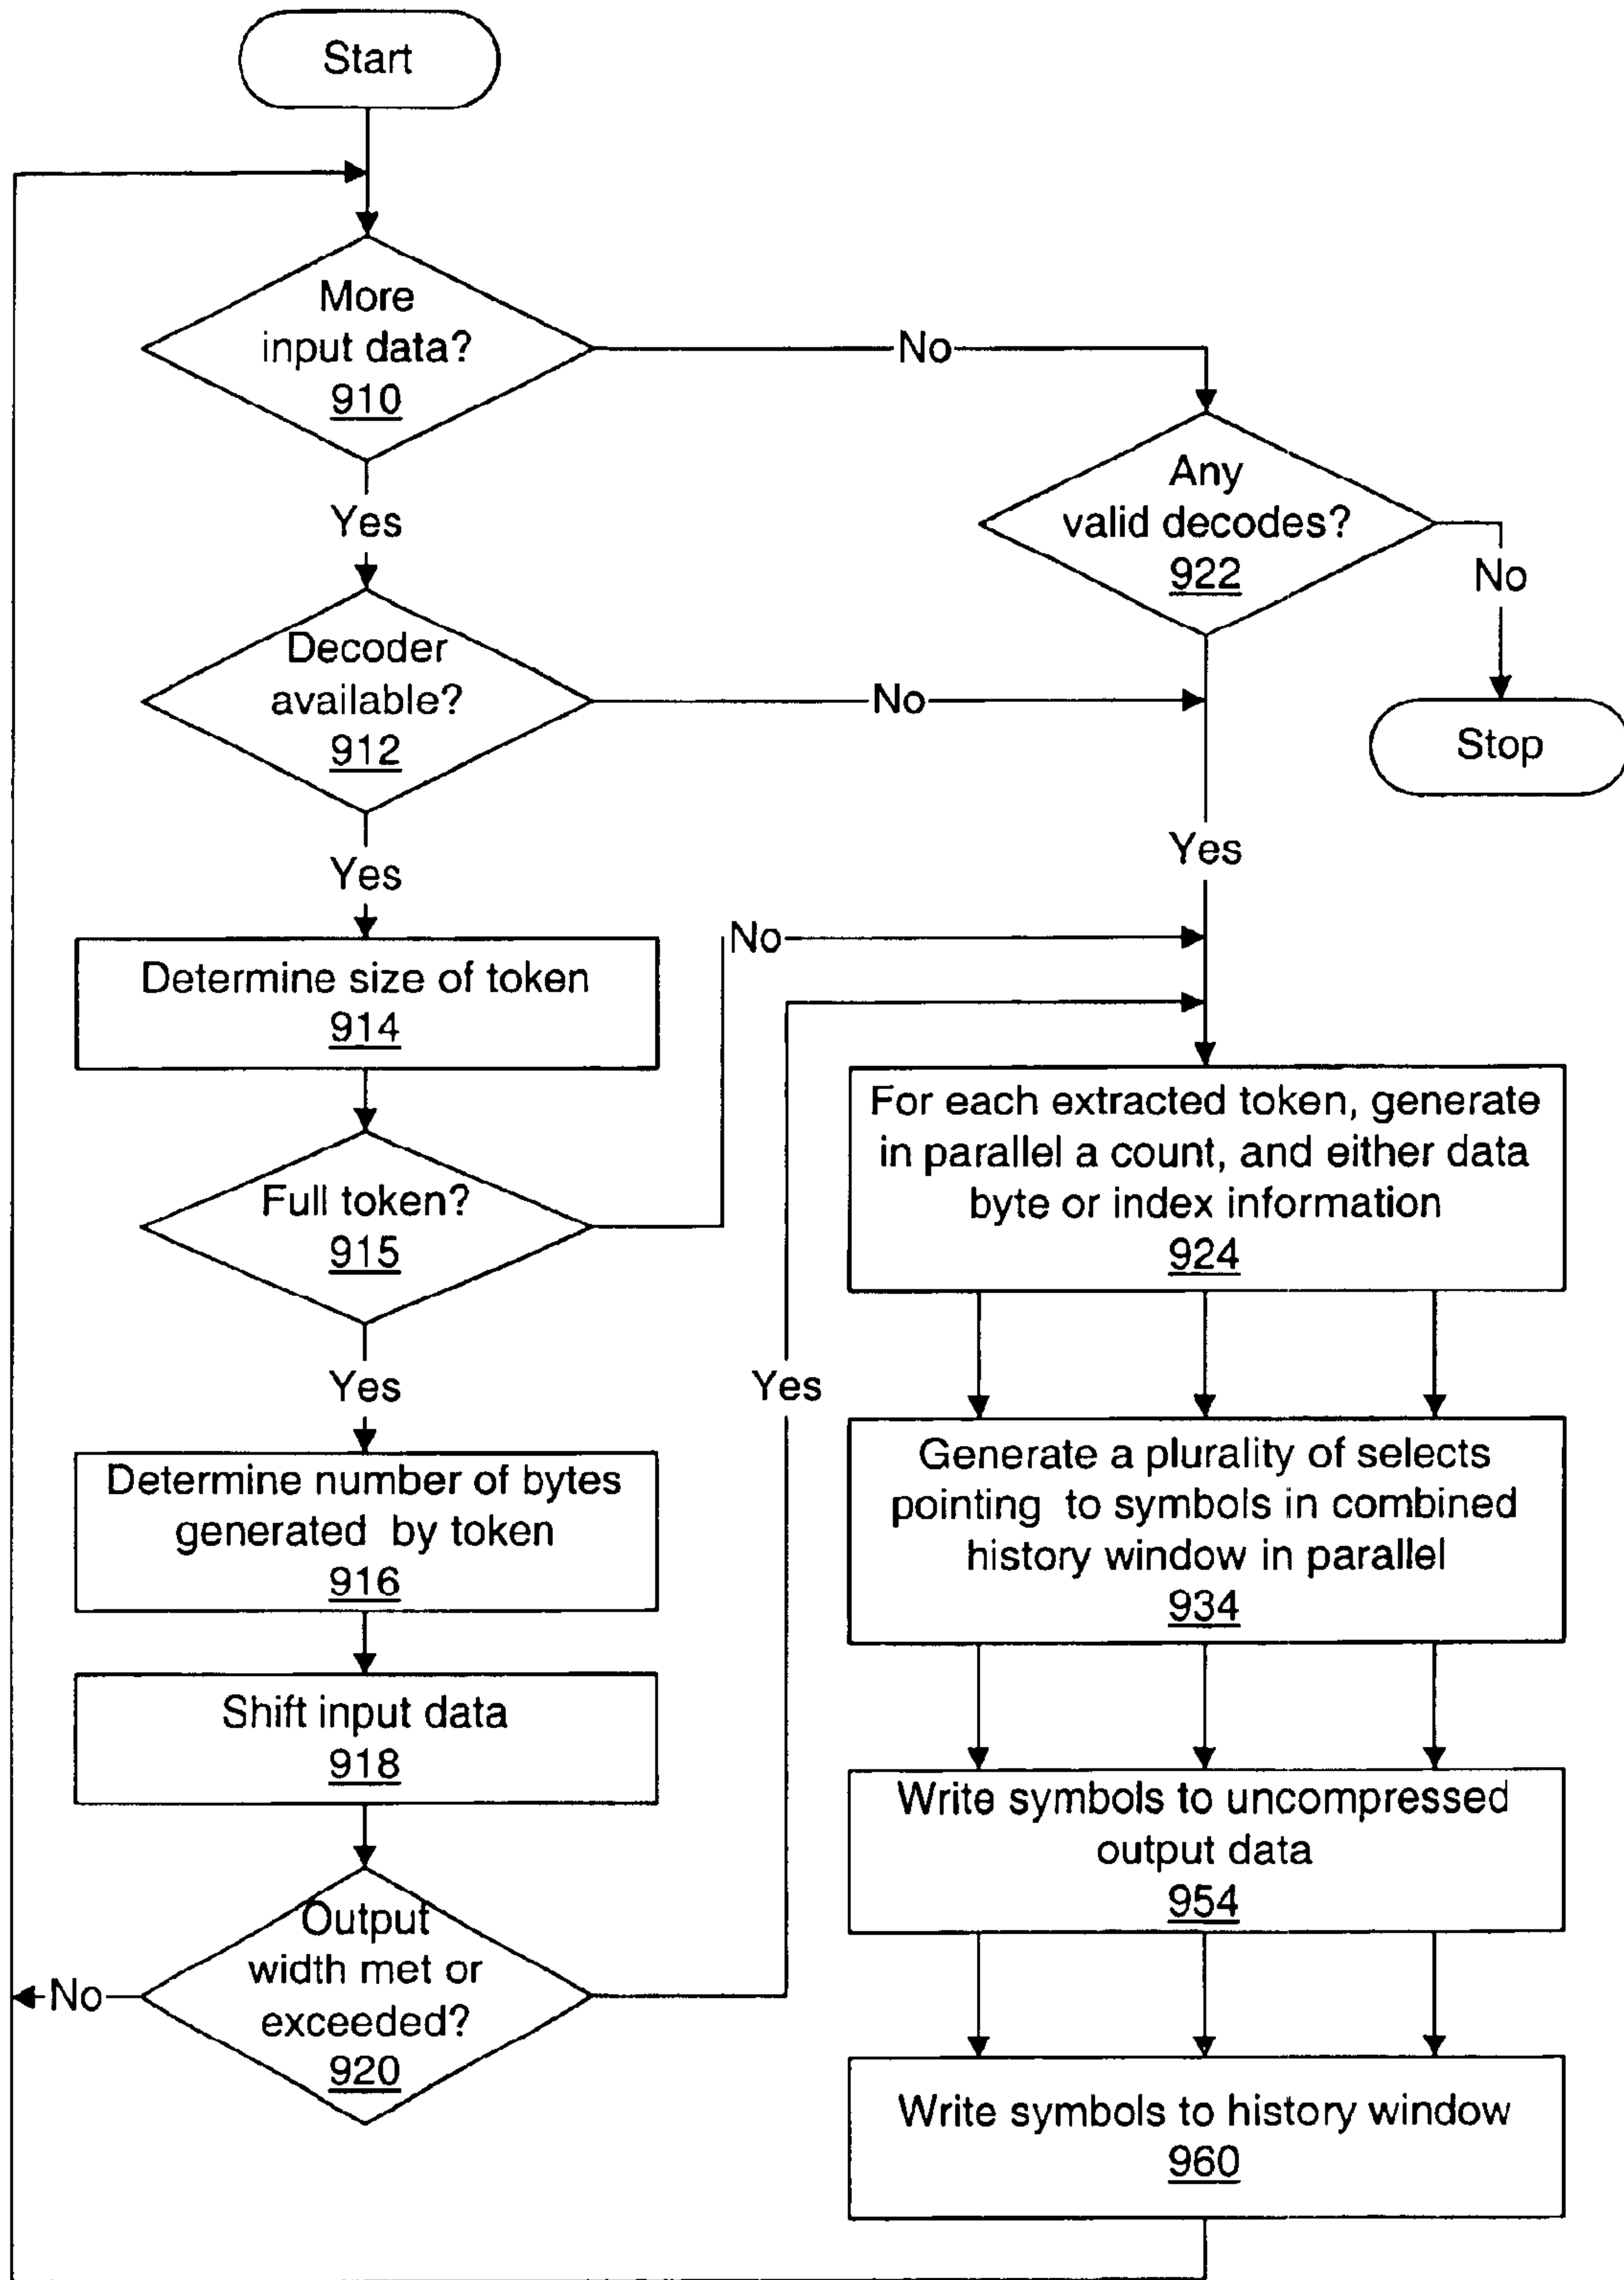 Start
More
input data?
910
No
Yes
Any
valid decodes?
922
No
Stop
Decoder
available?
912
No
Yes
Yes
Determine size of token
914
No
Full token?
915
Yes
Determine number of bytes
generated by token
916
Shift input data
918
Output
width met or
exceeded?
920
No
Yes
For each extracted token, generate
in parallel a count, and either data
byte or index information
924
Generate a plurality of selects
pointing to symbols in combined
history window in parallel
934
Write symbols to uncompressed
output data
954
Write symbols to history window
960